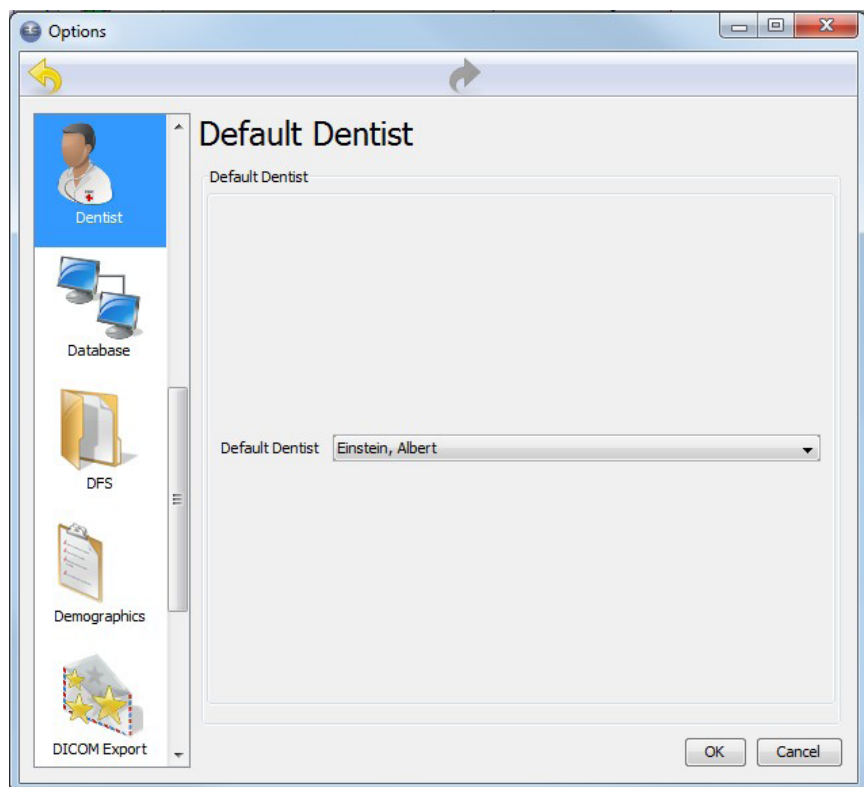 Options
Default Dentist
Default Dentist
Dentist
Database
DFS
Demographics
DICOM Export
Default Dentist Einstein, Albert
OK Cancel